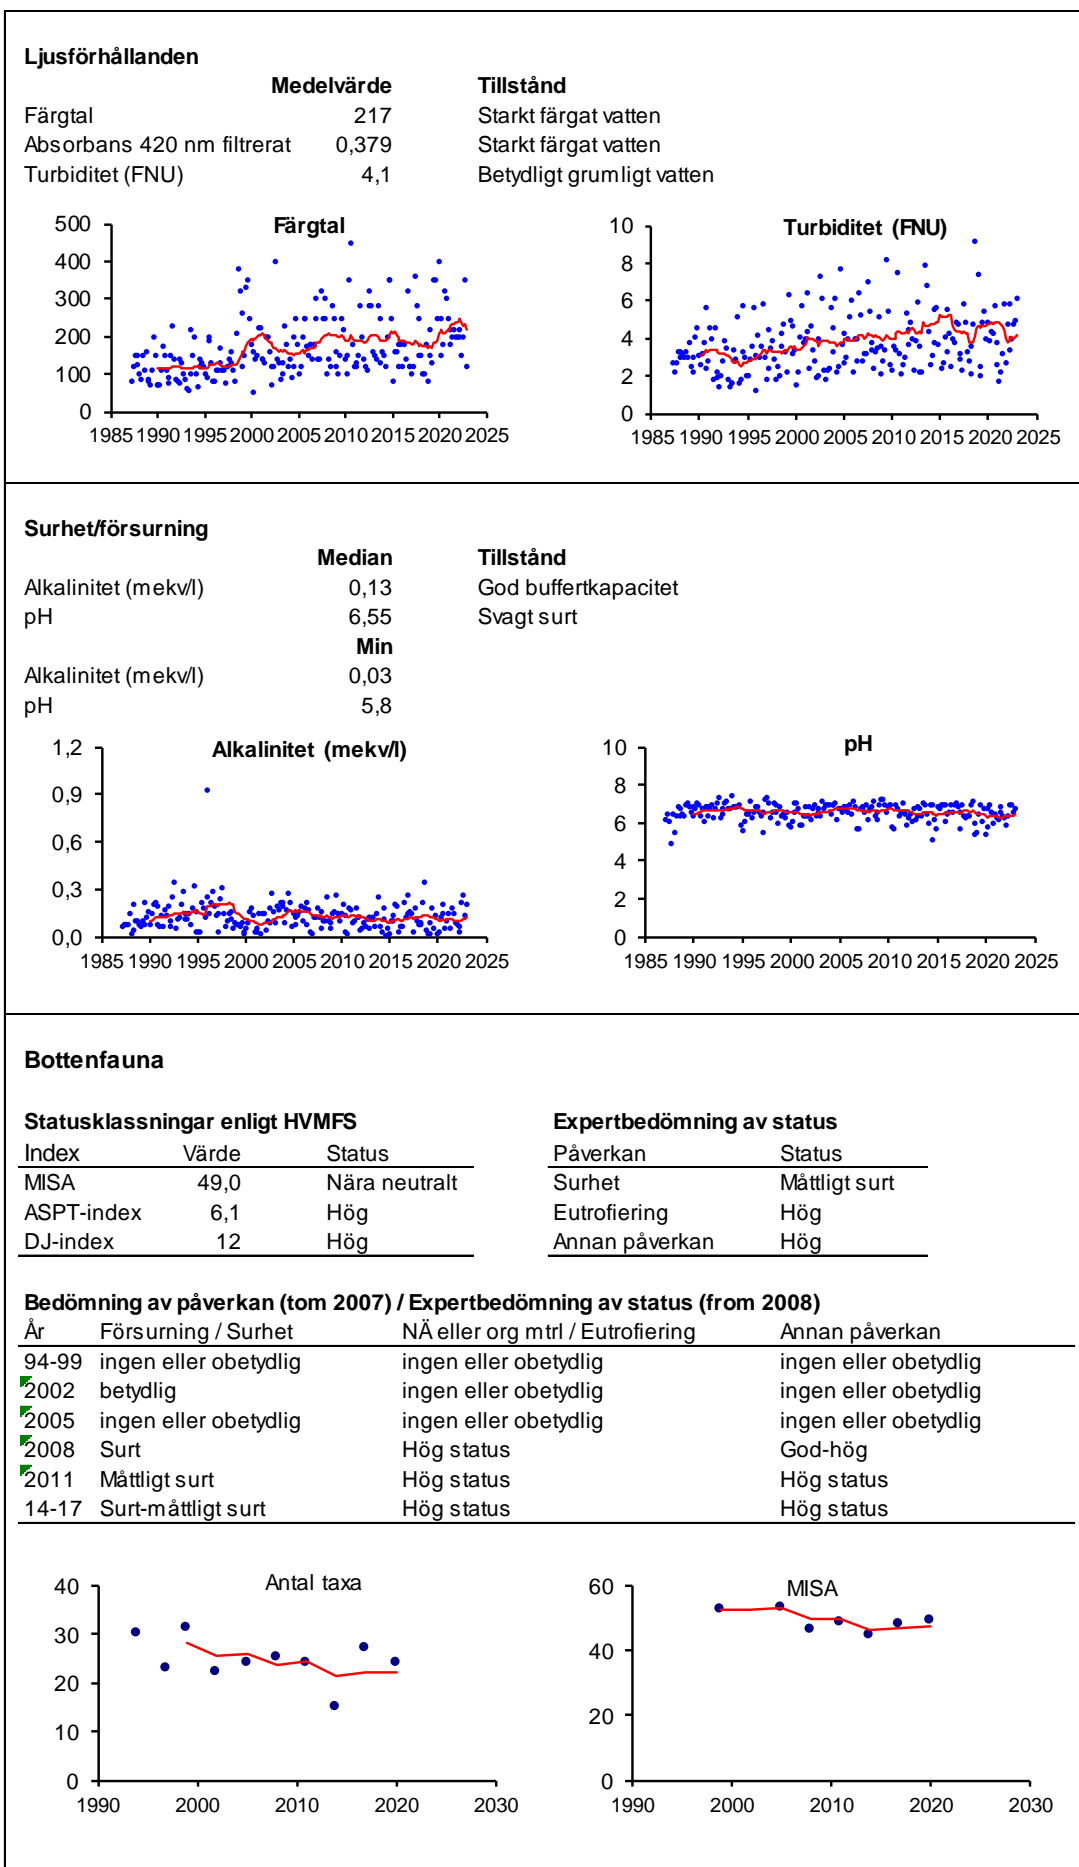 Ljusförhållanden
Medelvärde Tillstånd
Färgtal 217 Starkt färgat vatten
Absorbans 420 nm filtrerat 0,379 Starkt färgat vatten
Turbiditet (FNU) 4,1 Betydligt grumligt vatten
Färgtal
500
400
300
200
100
0
1985 1990 1995 2000 2005 2010 2015 2020 2025
Turbiditet (FNU)
10
8
6
4
2
0
1985 1990 1995 2000 2005 2010 2015 2020 2025
Surhet/försurning
Median Tillstånd
Alkalinitet (mekv/l) 0,13 God buffertkapacitet
pH 6,55 Svagt surt
Min
Alkalinitet (mekv/l) 0,03
pH 5,8
Alkalinitet (mekv/l)
1,2
0,9
0,6
0,3
0,0
1985 1990 1995 2000 2005 2010 2015 2020 2025
pH
10
8
6
4
2
0
1985 1990 1995 2000 2005 2010 2015 2020 2025
Bottenfauna
Statusklassningar enligt HVMFS
Index Värde Status
MISA 49,0 Nära neutralt
ASPT-index 6,1 Hög
DJ-index 12 Hög
Expertbedömning av status
Påverkan Status
Surhet Måttligt surt
Eutrofiering Hög
Annan påverkan Hög
Bedömning av påverkan (tom 2007) / Expertbedömning av status (from 2008)
År Försurning / Surhet NÄ eller org mtrl / Eutrofiering Annan påverkan
94-99 ingen eller obetydlig ingen eller obetydlig ingen eller obetydlig
2002 betydlig ingen eller obetydlig ingen eller obetydlig
2005 ingen eller obetydlig ingen eller obetydlig ingen eller obetydlig
2008 Surt Hög status God-hög
2011 Måttligt surt Hög status Hög status
14-17 Surt-måttligt surt Hög status Hög status
Antal taxa
40
30
20
10
0
1990 2000 2010 2020 2030
MISA
60
40
20
0
1990 2000 2010 2020 2030